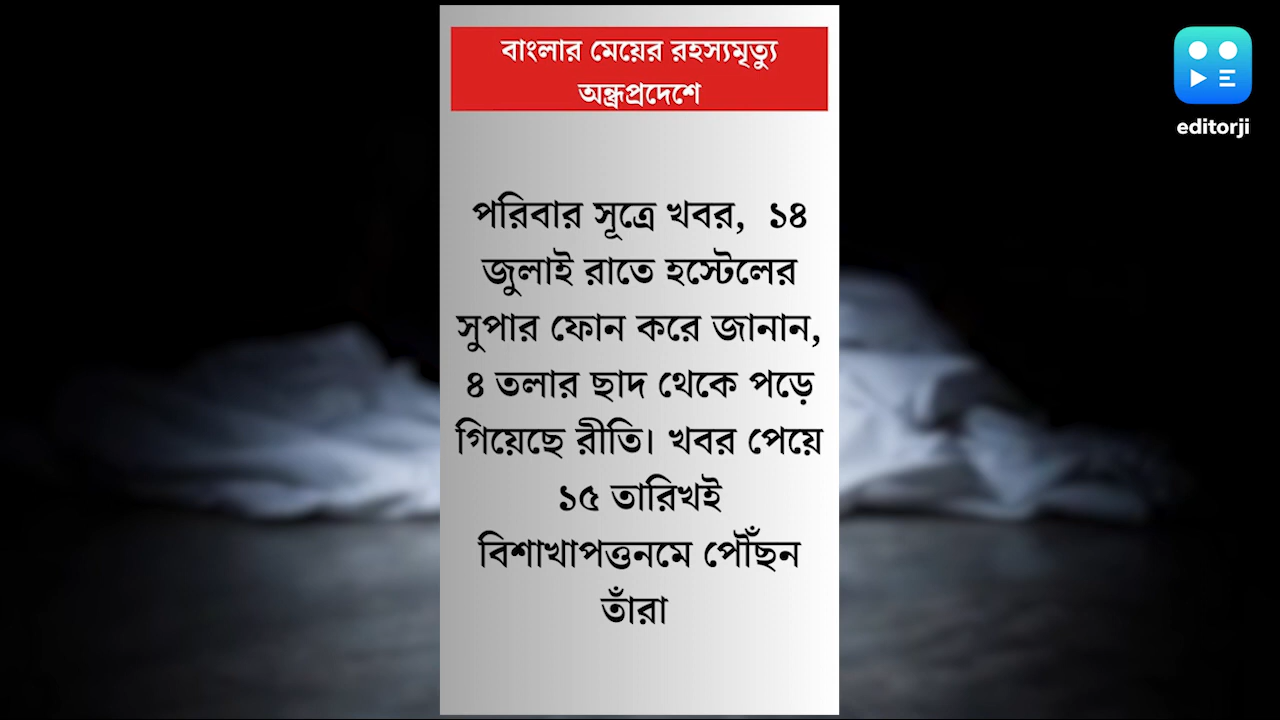 বাংলার মেয়ের রহস্যমৃত্যু
অন্ধ্রপ্রদেশে
editorji
পরিবার সূত্রে খবর, ১৪
জুলাই রাতে হস্টেলের
সুপার ফোন করে জানান,
৪ তলার ছাদ থেকে পড়ে
গিয়েছে রীতি। খবর পেয়ে
১৫ তারিখই
বিশাখাপত্তনমে পৌঁছন
তাঁরা